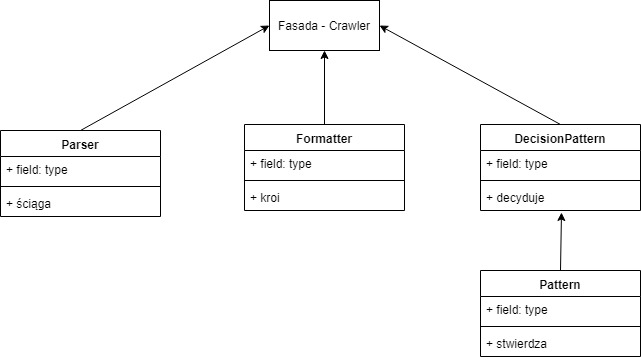 Fasada - Crawler
Parser
+ field: type
+ ściąga
Formatter
+ field: type
+ kroi
DecisionPattern
+ field: type
+ decyduje
Pattern
+ field: type
+ stwierdza